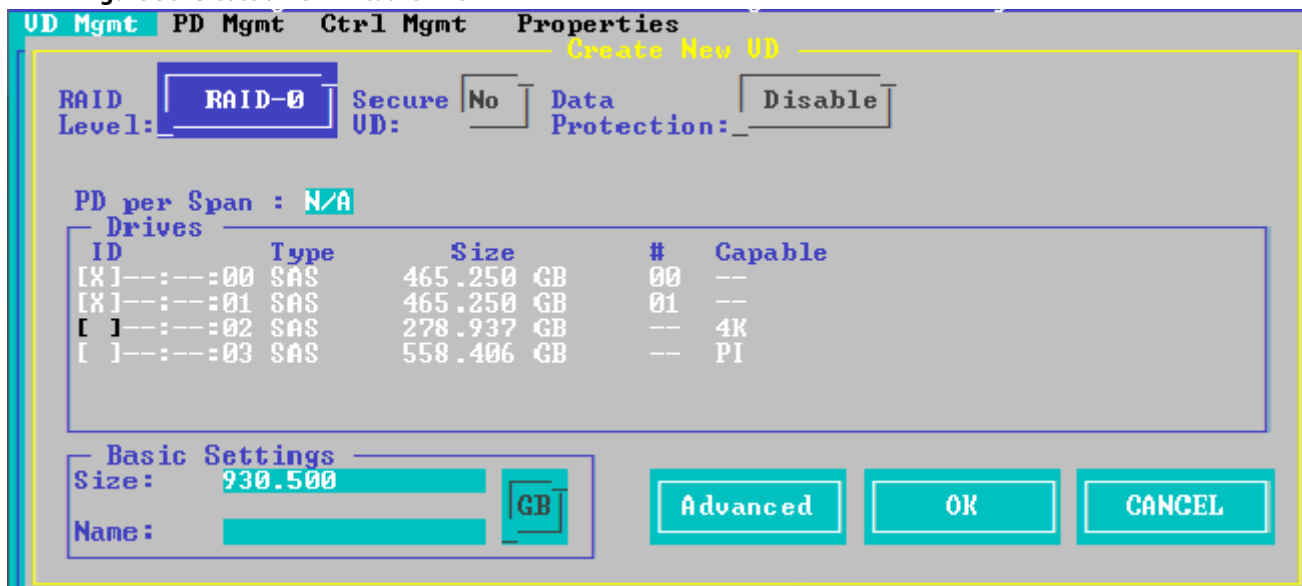 VD Mgmt PD Mgmt Ctrl Mgmt Properties
Create New VD
RAID Level: RAID-0 Secure VD: No Data Protection: Disable
PD per Span : N/A
Drives
ID Type Size # Capable
[X]--:--:00 SAS 465.250 GB 00 --
[X]--:--:01 SAS 465.250 GB 01 --
[ ]--:--:02 SAS 278.937 GB -- 4K
[ ]--:--:03 SAS 558.406 GB -- PI
Basic Settings
Size: 930.500 GB
Name:
Advanced OK CANCEL